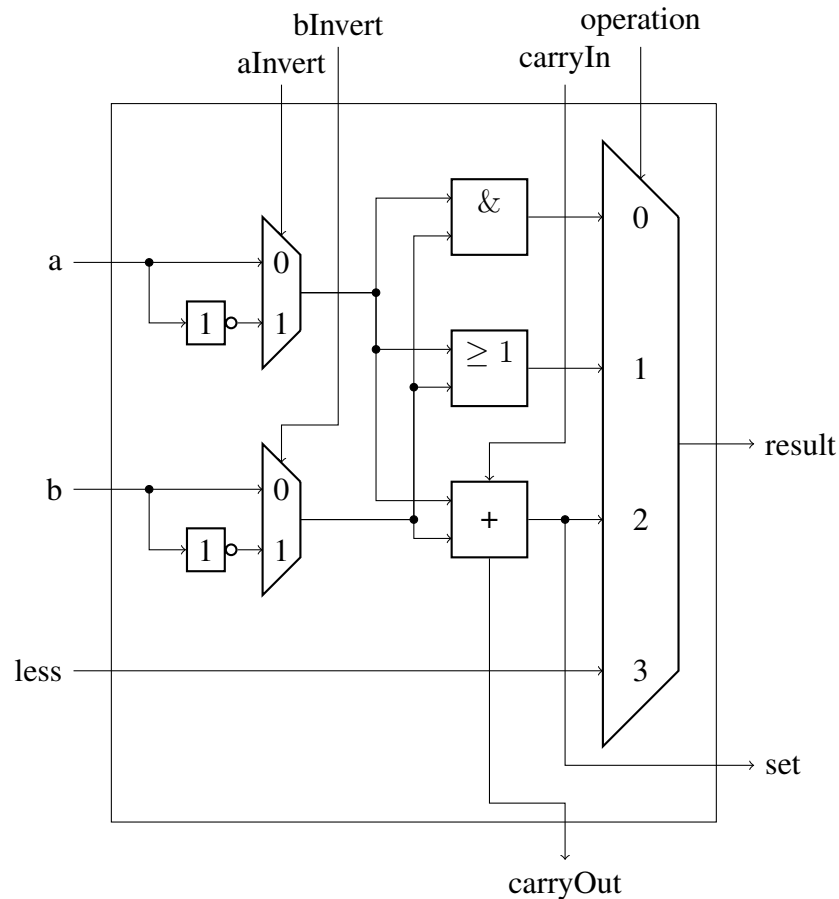 bInvert
operation
aInvert
carryIn
&
0
a
0
1
1
≥ 1
1
result
b
0
+
2
1
1
less
3
set
carryOut